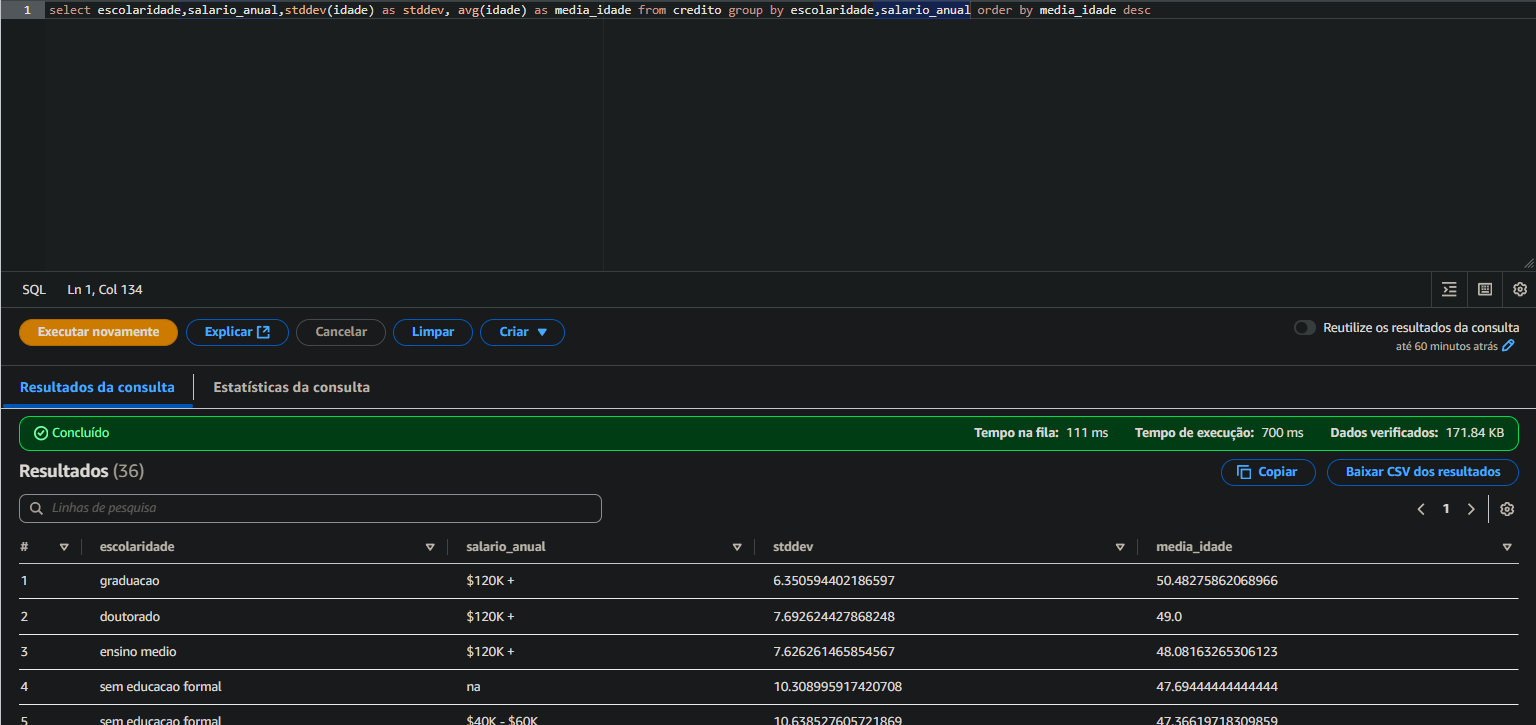 1 select escolaridade,salario_anual,stddev(idade) as stddev, avg(idade) as media_idade from credito group by escolaridade,salario_anual order by media_idade desc
SQL Ln 1, Col 134
Executar novamente Explicar Cancelar Limpar Criar
Reutilize os resultados da consulta
até 60 minutos atrás
Resultados da consulta Estatísticas da consulta
Concluído Tempo na fila: 111 ms Tempo de execução: 700 ms Dados verificados: 171.84 KB
Resultados (36) Copiar Baixar CSV dos resultados
Linhas de pesquisa 1
# escolaridade salario_anual stddev media_idade
1 graduacao $120K + 6.350594402186597 50.48275862068966
2 doutorado $120K + 7.692624427868248 49.0
3 ensino medio $120K + 7.626261465854567 48.08163265306123
4 sem educacao formal na 10.308995917420708 47.69444444444444
5 sem educacao formal $40K - $60K 10.638527605721869 47.36619718309859